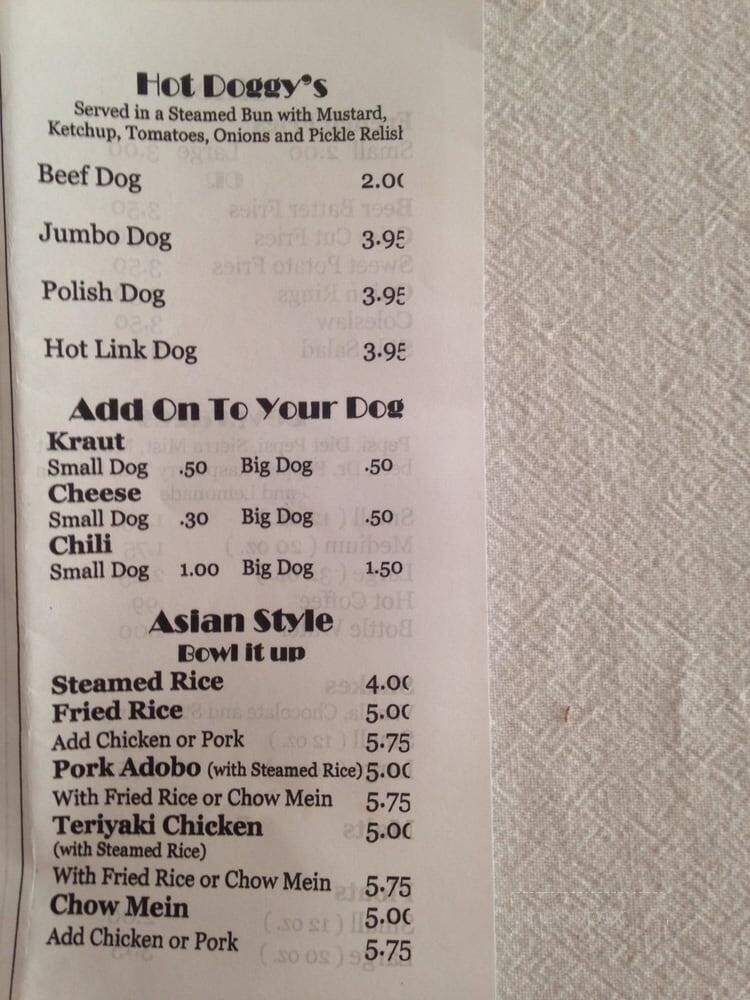 Hot Doggy's
Served in a Steamed Bun with Mustard,
Ketchup, Tomatoes, Onions and Pickle Relish
Beef Dog 2.00
Jumbo Dog 3.95
Polish Dog 3.95
Hot Link Dog 3.95
Add On To Your Dog
Kraut
Small Dog .50 Big Dog .50
Cheese
Small Dog .30 Big Dog .50
Chili
Small Dog 1.00 Big Dog 1.50
Asian Style
Bowl it up
Steamed Rice 4.00
Fried Rice 5.00
Add Chicken or Pork 5.75
Pork Adobo (with Steamed Rice) 5.00
With Fried Rice or Chow Mein 5.75
Teriyaki Chicken 5.00
(with Steamed Rice)
With Fried Rice or Chow Mein 5.75
Chow Mein 5.00
Add Chicken or Pork 5.75